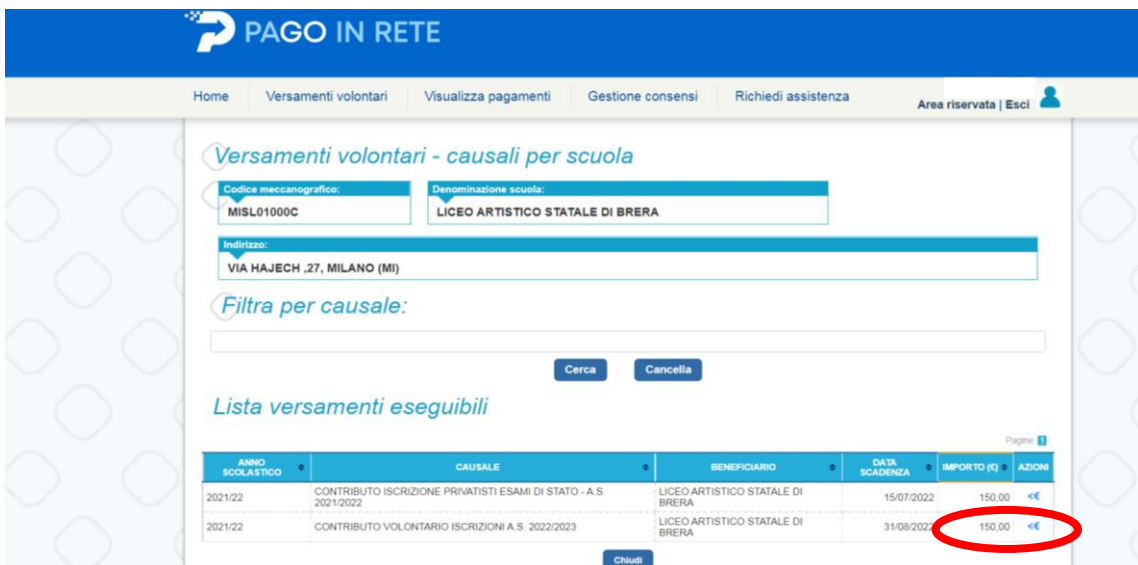 PAGO IN RETE
Home Versamenti volontari Visualizza pagamenti Gestione consensi Richiedi assistenza Area riservata | Esci
Versamenti volontari - causali per scuola
Codice meccanografico: Denominazione scuola:
MISL01000C LICEO ARTISTICO STATALE DI BRERA
Indirizzo:
VIA HAJECH ,27, MILANO (MI)
Filtra per causale:
Cerca Cancella
Lista versamenti eseguibili
Pagine 1
ANNO SCOLASTICO CAUSALE BENEFICIARIO DATA SCADENZA IMPORTO (€) AZIONI
2021/22 CONTRIBUTO ISCRIZIONE PRIVATISTI ESAMI DI STATO - A.S. 2021/2022 LICEO ARTISTICO STATALE DI BRERA 15/07/2022 150,00 <€
2021/22 CONTRIBUTO VOLONTARIO ISCRIZIONI A.S. 2022/2023 LICEO ARTISTICO STATALE DI BRERA 31/08/2022 150,00 <€
Chiudi